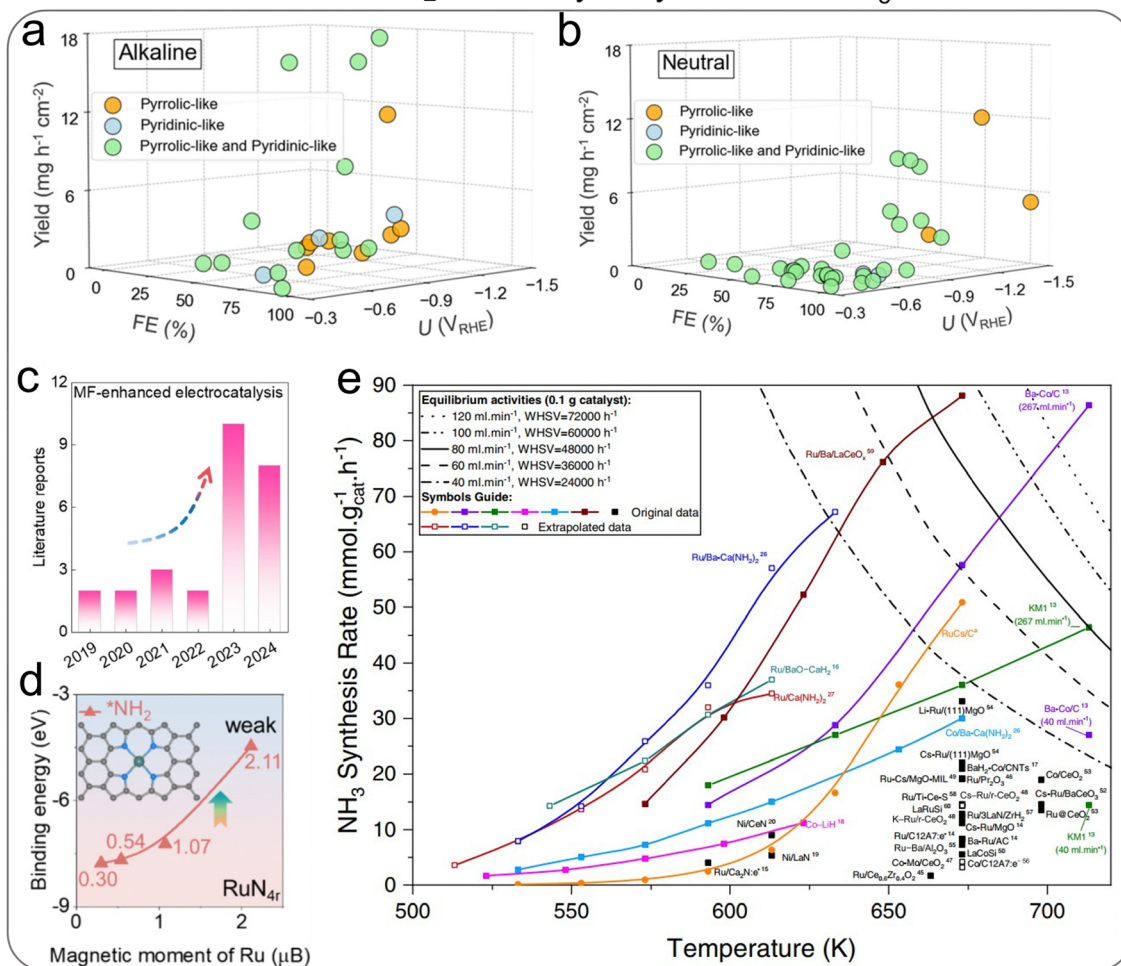 a
Alkaline
Pyrrolic-like
Pyridinic-like
Pyrrolic-like and Pyridinic-like
Yield (mg h⁻¹ cm⁻²)
18
12
6
0
0
25
50
75
100
FE (%)
−0.3
−0.6
−0.9
−1.2
−1.5
U (V_RHE)
b
Neutral
Pyrrolic-like
Pyridinic-like
Pyrrolic-like and Pyridinic-like
Yield (mg h⁻¹ cm⁻²)
18
12
6
0
0
25
50
75
100
FE (%)
−0.3
−0.6
−0.9
−1.2
−1.5
U (V_RHE)
c
MF-enhanced electrocatalysis
Literature reports
12
9
6
3
0
2019
2020
2021
2022
2023
2024
d
*NH₂
weak
2.11
1.07
0.54
0.30
RuN₄ᵣ
Binding energy (eV)
-3
-6
-9
0
1
2
Magnetic moment of Ru (μB)
e
NH₃ Synthesis Rate (mmol.g⁻¹cat.h⁻¹)
90
80
70
60
50
40
30
20
10
0
Equilibrium activities (0.1 g catalyst):
120 ml.min⁻¹, WHSV=72000 h⁻¹
100 ml.min⁻¹, WHSV=60000 h⁻¹
80 ml.min⁻¹, WHSV=48000 h⁻¹
60 ml.min⁻¹, WHSV=36000 h⁻¹
40 ml.min⁻¹, WHSV=24000 h⁻¹
Symbols Guide:
Original data
Extrapolated data
Ba-Co/C ¹³
(267 ml.min⁻¹)
Ru/Ba/LaCeOₓ ⁵⁹
Ru/Ba-Ca(NH₂)₂ ²⁶
KM1 ¹³
(267 ml.min⁻¹)
RuCs/Cᵃ
Ru/BaO−CaH₂ ¹⁶
Ru/Ca(NH₂)₂ ²⁷
Li-Ru/(111)MgO ⁵⁴
Ba-Co/C ¹³
(40 ml.min⁻¹)
Co/Ba-Ca(NH₂)₂ ²⁶
Cs-Ru/(111)MgO ⁵⁴
BaH₂-Co/CNTs ¹⁷
Ru-Cs/MgO-MIL ⁴⁹
Ru/Pr₂O₃ ⁴⁶
Co/CeO₂ ⁵³
Ru/Ti-Ce-S ⁵⁸
Cs−Ru/r-CeO₂ ⁴⁸
Cs-Ru/BaCeO₃ ⁵²
LaRuSi ⁶⁰
Ru/3LaN/ZrH₂ ⁵⁷
Ru@CeO₂ ⁵³
K−Ru/r-CeO₂ ⁴⁸
Cs-Ru/MgO ¹⁴
Ru/C12A7:e⁻ ¹⁴
Ba-Ru/AC ¹⁴
KM1 ¹³
(40 ml.min⁻¹)
Ru−Ba/Al₂O₃ ⁵⁵
LaCoSi ⁵⁰
Co-Mo/CeO₂ ⁴⁷
Co/C12A7:e⁻ ⁵⁶
Ru/Ce₀.₆Zr₀.₄O₂ ⁴⁵
Ni/CeN ²⁰
Co−LiH ¹⁸
Ni/LaN ¹⁹
Ru/Ca₂N:e⁻ ¹⁵
500
550
600
650
700
Temperature (K)